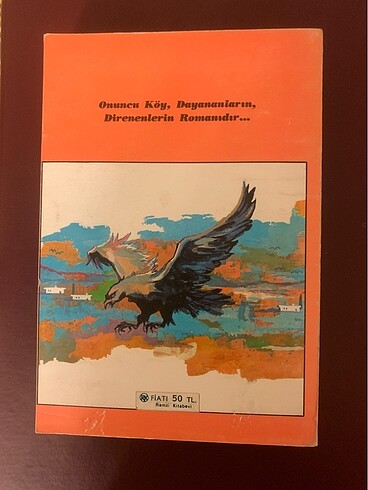 Onuncu Köy, Dayananların,
Direnenlerin Romanıdır...
FİATI 50 TL.
Remzi Kitabevi